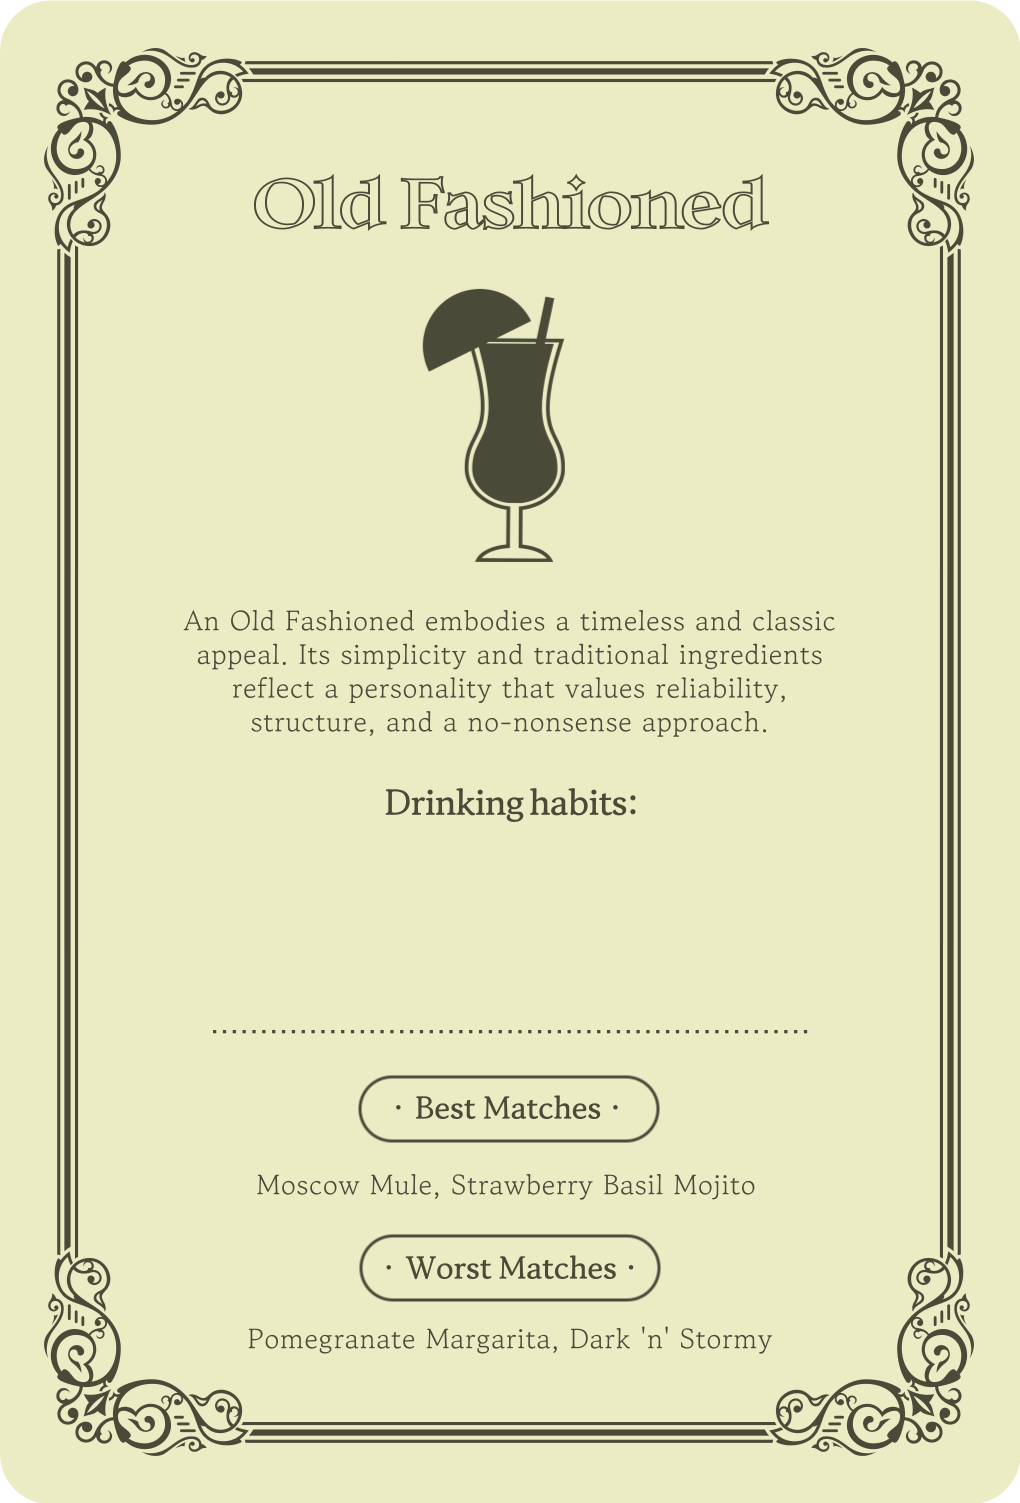 Old Fashioned
An Old Fashioned embodies a timeless and classic
appeal. Its simplicity and traditional ingredients
reflect a personality that values reliability,
structure, and a no-nonsense approach.
Drinking habits:
· Best Matches ·
Moscow Mule, Strawberry Basil Mojito
· Worst Matches ·
Pomegranate Margarita, Dark 'n' Stormy